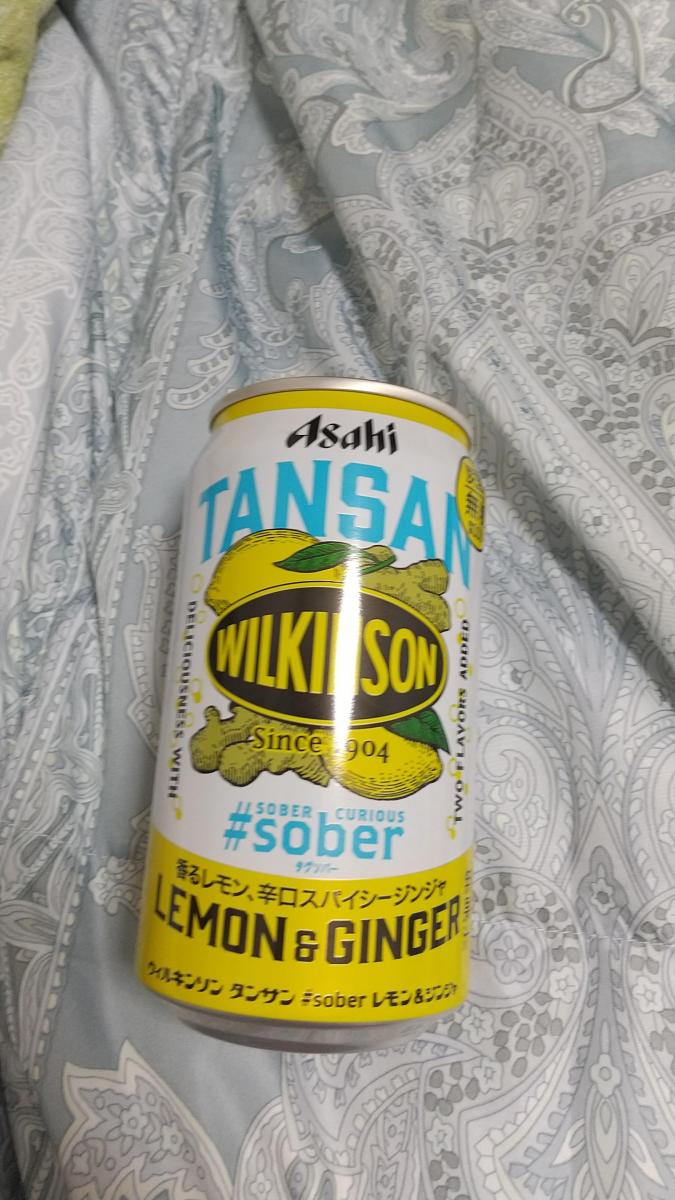 Asahi
TANSAN
WILKINSON
Since 1904
DELICIOUSNESS WITH
TWO FLAVORS ADDED
SOBER CURIOUS
#sober
タグソバー
香るレモン、辛口スパイシージンジャ
LEMON & GINGER
ウィルキンソン タンサン #sober レモン&ジンジャ